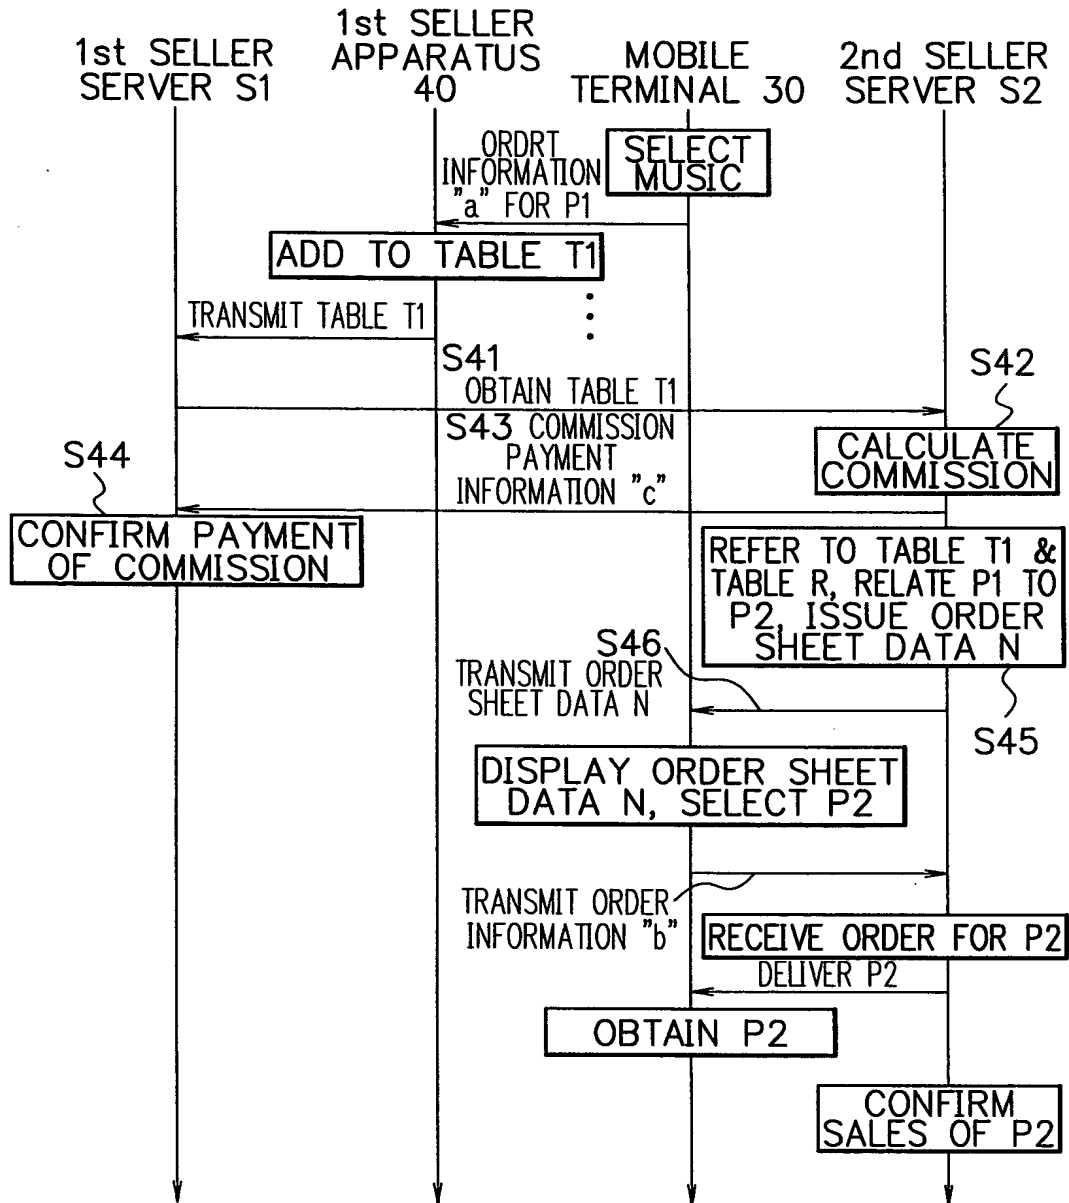 1st SELLER
SERVER S1
1st SELLER
APPARATUS
40
MOBILE
TERMINAL 30
2nd SELLER
SERVER S2
SELECT
MUSIC
ORDRT
INFORMATION
"a" FOR P1
ADD TO TABLE T1
TRANSMIT TABLE T1
S41
OBTAIN TABLE T1
S42
CALCULATE
COMMISSION
S43 COMMISSION
PAYMENT
INFORMATION "c"
S44
CONFIRM PAYMENT
OF COMMISSION
REFER TO TABLE T1 &
TABLE R, RELATE P1 TO
P2, ISSUE ORDER
SHEET DATA N
S45
S46
TRANSMIT ORDER
SHEET DATA N
DISPLAY ORDER SHEET
DATA N, SELECT P2
TRANSMIT ORDER
INFORMATION "b"
RECEIVE ORDER FOR P2
DELIVER P2
OBTAIN P2
CONFIRM
SALES OF P2